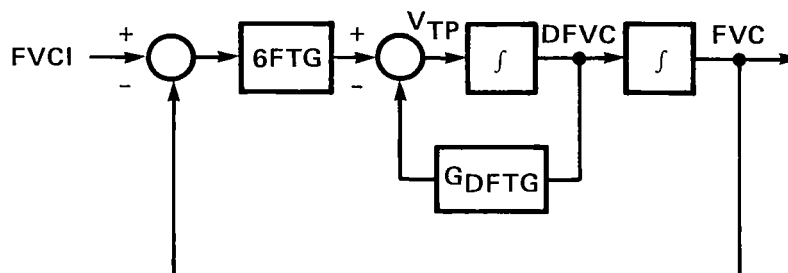 FVCI
+
-
6FTG
+
-
VTP
∫
DFVC
∫
FVC
GDFTG